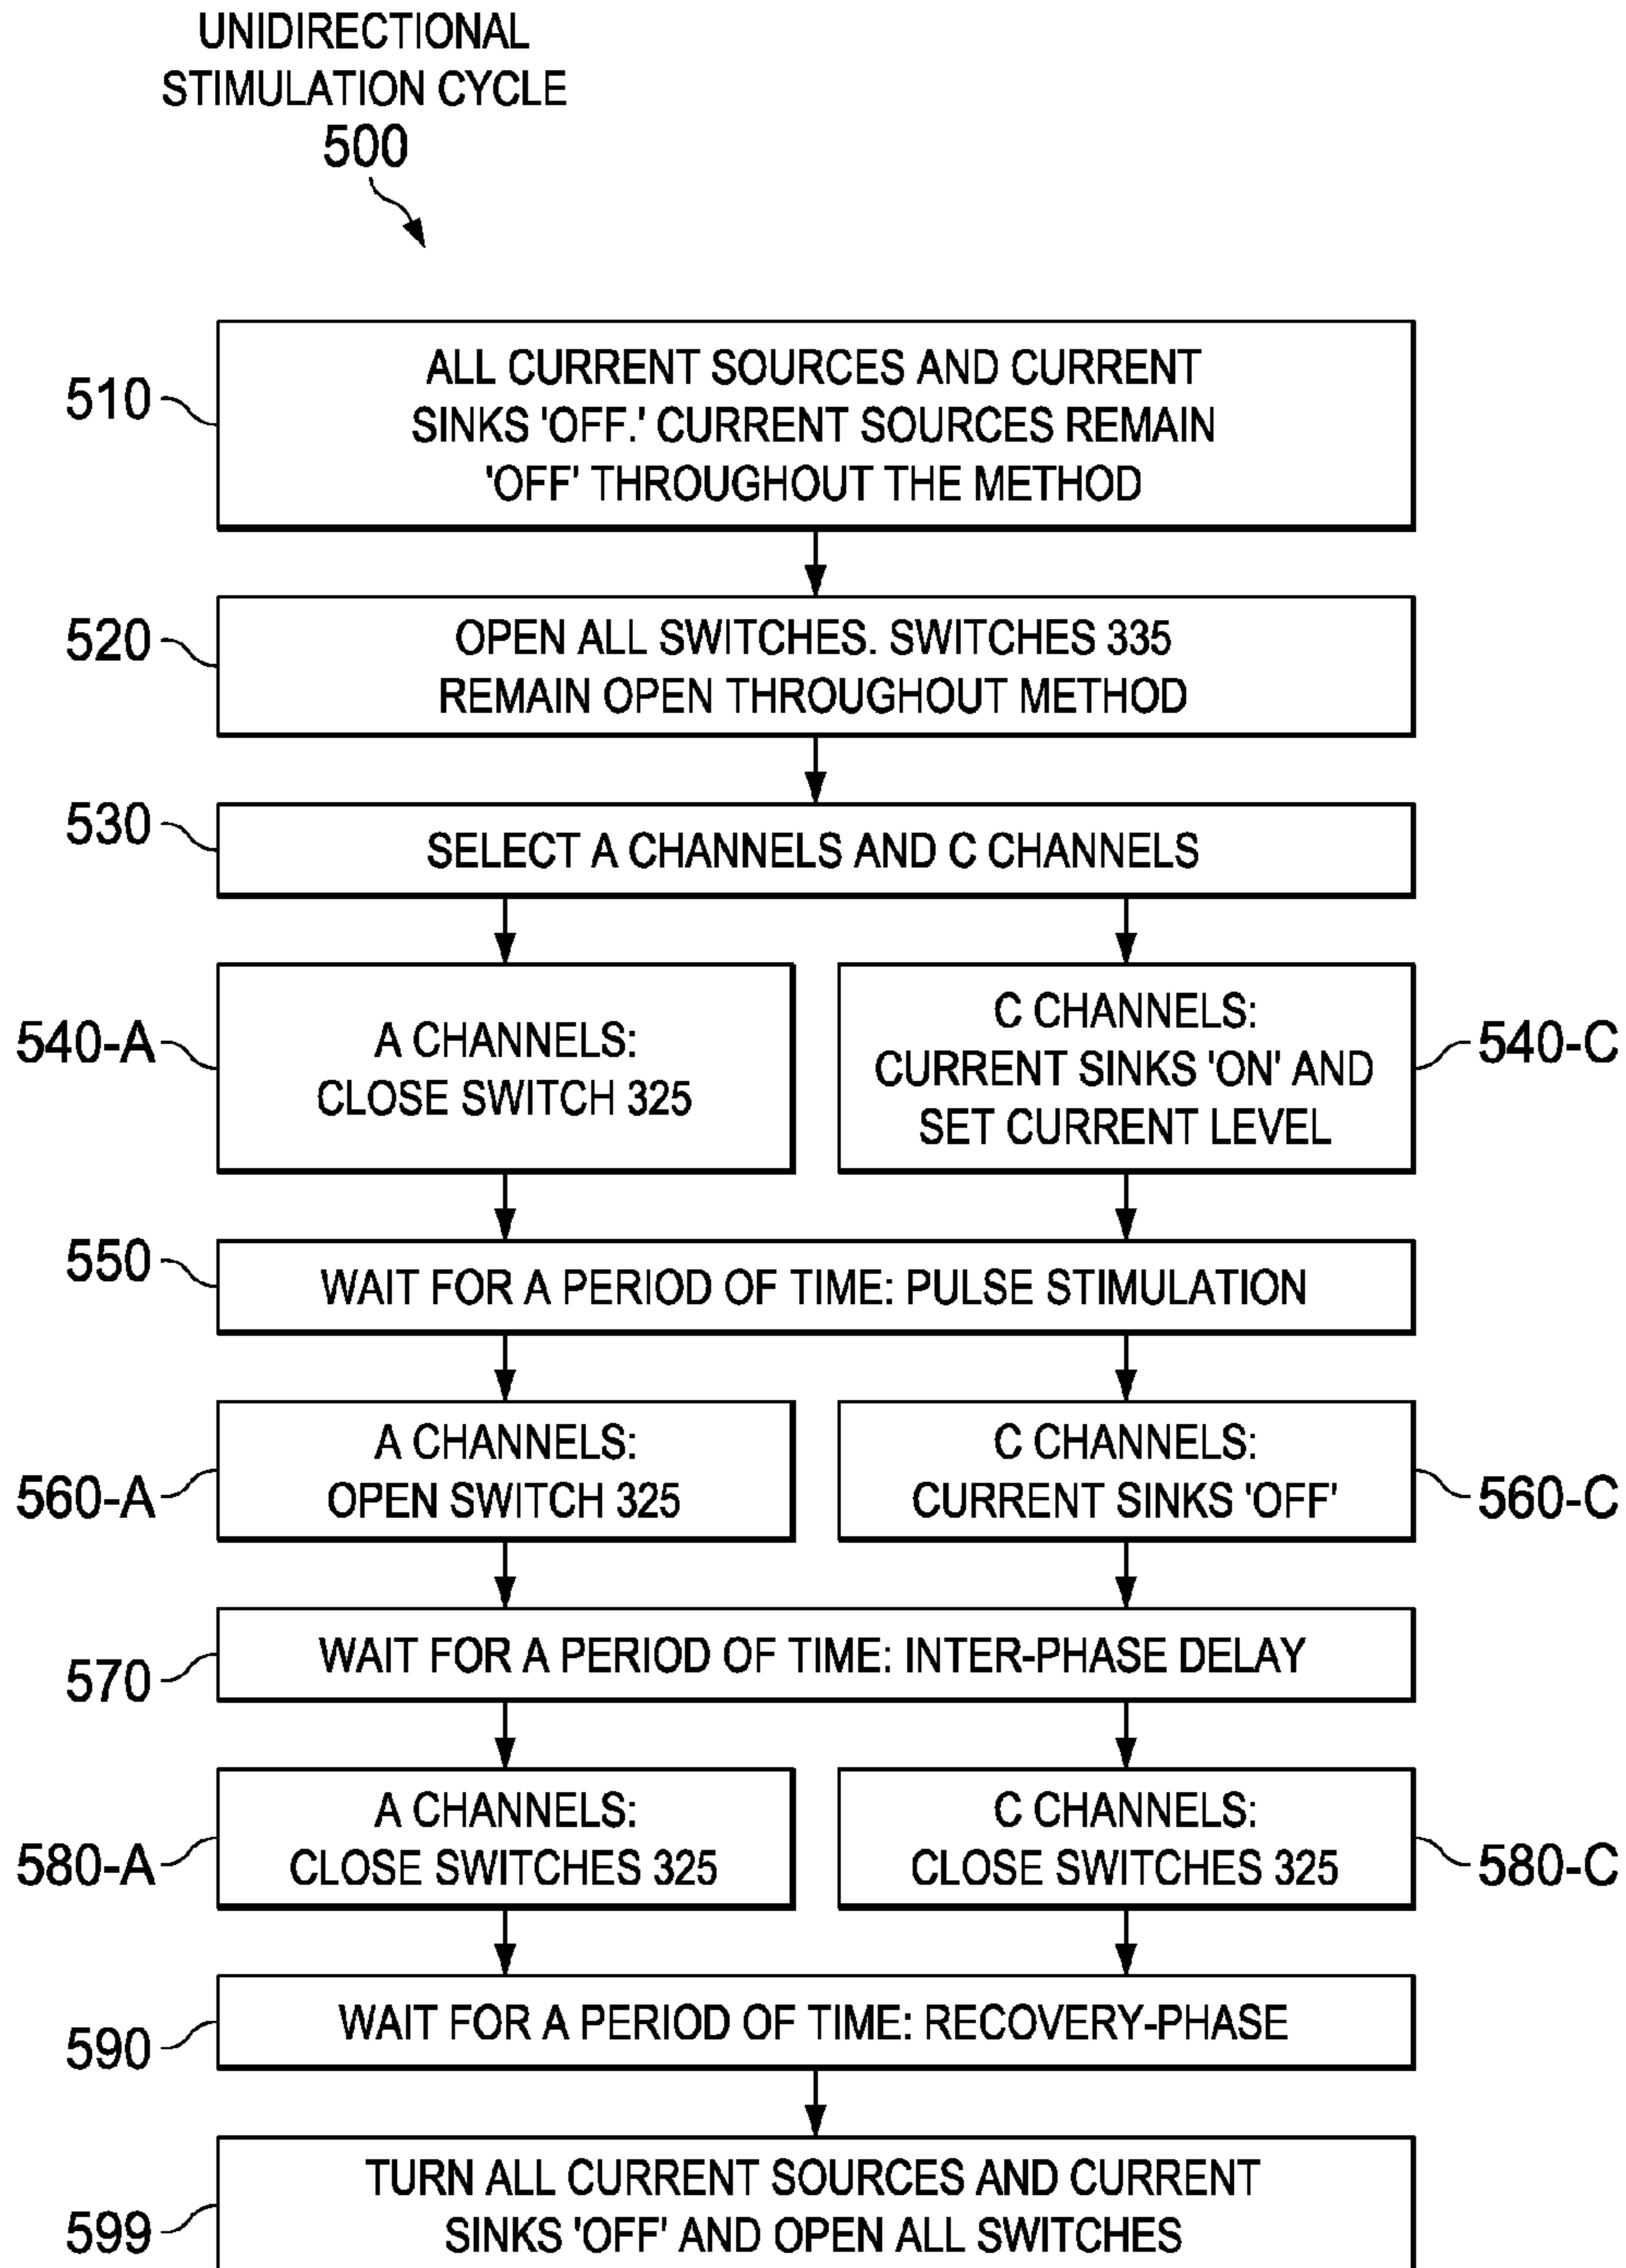 UNIDIRECTIONAL
STIMULATION CYCLE
500
510
ALL CURRENT SOURCES AND CURRENT
SINKS 'OFF.' CURRENT SOURCES REMAIN
'OFF' THROUGHOUT THE METHOD
520
OPEN ALL SWITCHES. SWITCHES 335
REMAIN OPEN THROUGHOUT METHOD
530
SELECT A CHANNELS AND C CHANNELS
540-A
A CHANNELS:
CLOSE SWITCH 325
C CHANNELS:
CURRENT SINKS 'ON' AND
SET CURRENT LEVEL
540-C
550
WAIT FOR A PERIOD OF TIME: PULSE STIMULATION
560-A
A CHANNELS:
OPEN SWITCH 325
C CHANNELS:
CURRENT SINKS 'OFF'
560-C
570
WAIT FOR A PERIOD OF TIME: INTER-PHASE DELAY
580-A
A CHANNELS:
CLOSE SWITCHES 325
C CHANNELS:
CLOSE SWITCHES 325
580-C
590
WAIT FOR A PERIOD OF TIME: RECOVERY-PHASE
599
TURN ALL CURRENT SOURCES AND CURRENT
SINKS 'OFF' AND OPEN ALL SWITCHES